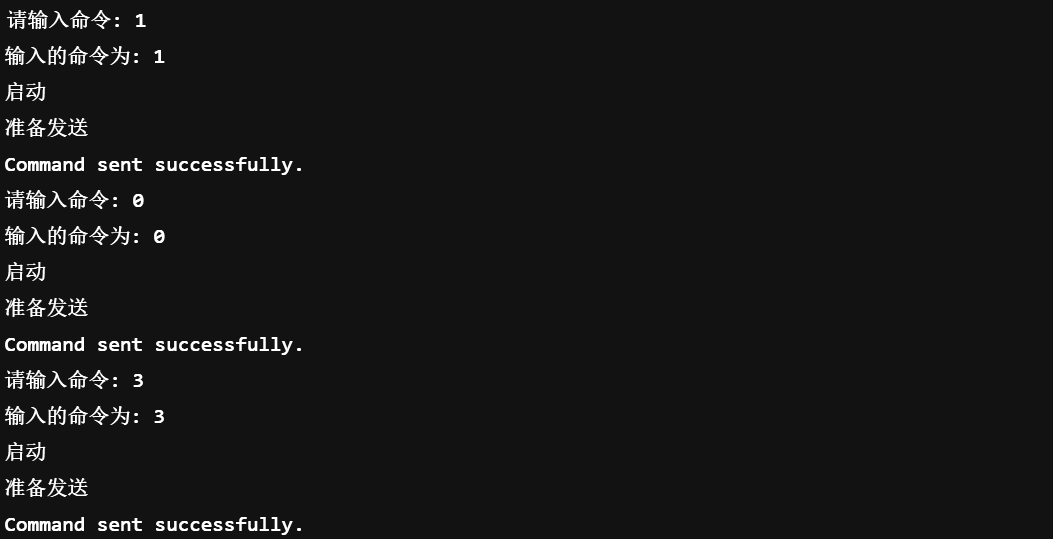 请输入命令: 1
输入的命令为: 1
启动
准备发送
Command sent successfully.
请输入命令: 0
输入的命令为: 0
启动
准备发送
Command sent successfully.
请输入命令: 3
输入的命令为: 3
启动
准备发送
Command sent successfully.